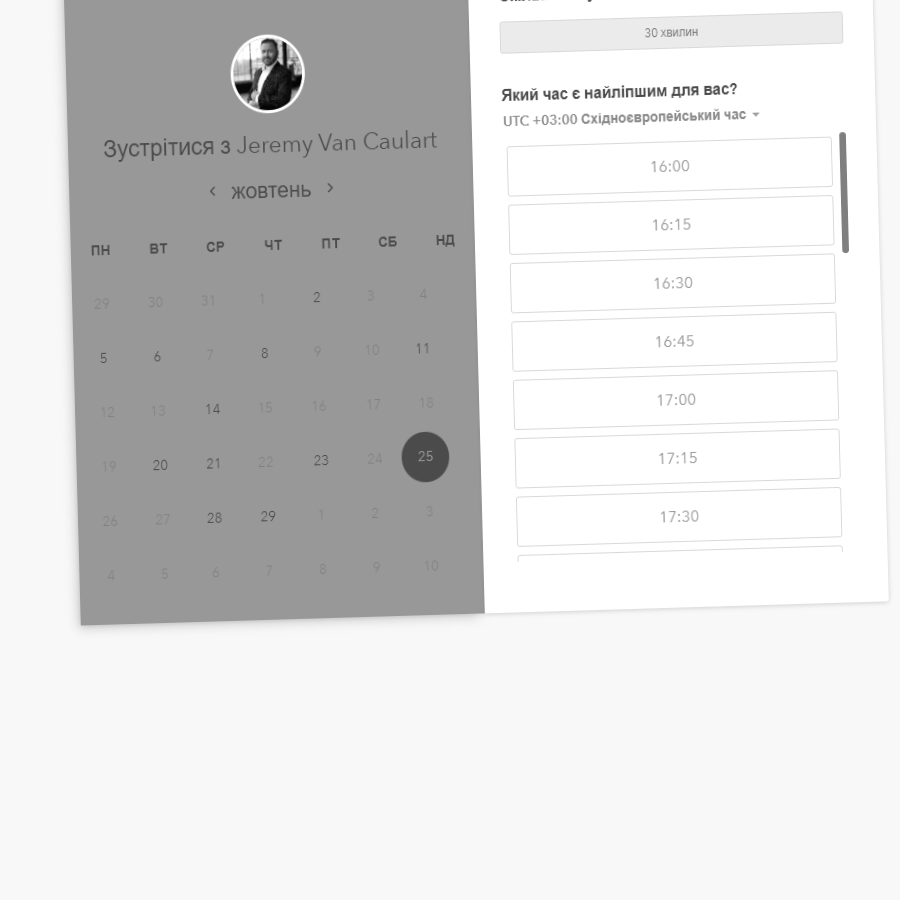 Зустрітися з Jeremy Van Caulart
‹ жовтень ›
ПН ВТ СР ЧТ ПТ СБ НД
29 30 31 1 2 3 4
5 6 7 8 9 10 11
12 13 14 15 16 17 18
19 20 21 22 23 24 25
26 27 28 29 1 2 3
4 5 6 7 8 9 10
30 хвилин
Який час є найліпшим для вас?
UTC +03:00 Східноєвропейський час
16:00
16:15
16:30
16:45
17:00
17:15
17:30